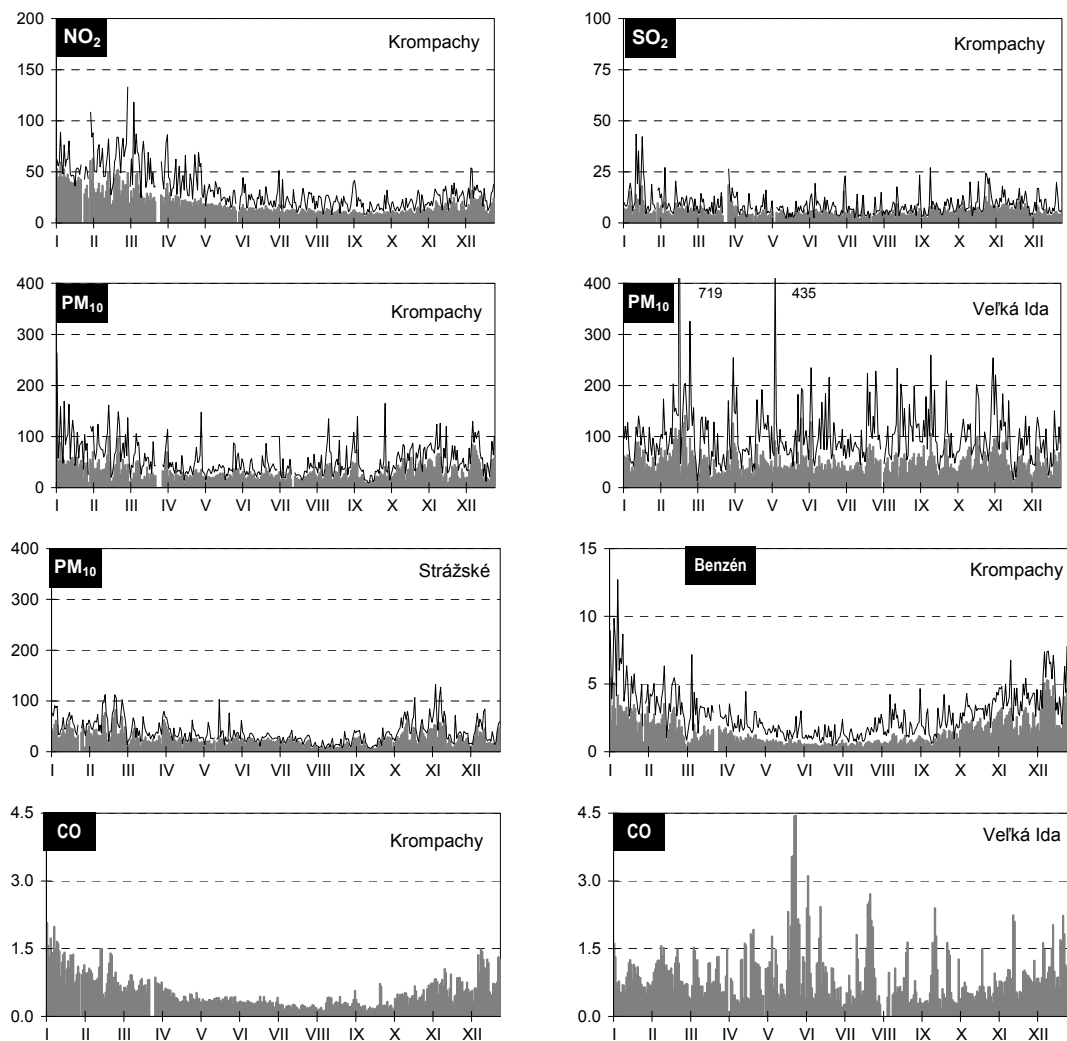 NO2
Krompachy
200
150
100
50
0
I II III IV V VI VII VIII IX X XI XII
SO2
Krompachy
100
75
50
25
0
I II III IV V VI VII VIII IX X XI XII
PM10
Krompachy
400
300
200
100
0
I II III IV V VI VII VIII IX X XI XII
PM10
719
435
Veľká Ida
400
300
200
100
0
I II III IV V VI VII VIII IX X XI XII
PM10
Strážské
400
300
200
100
0
I II III IV V VI VII VIII IX X XI XII
Benzén
Krompachy
15
10
5
0
I II III IV V VI VII VIII IX X XI XII
CO
Krompachy
4.5
3.0
1.5
0.0
I II III IV V VI VII VIII IX X XI XII
CO
Veľká Ida
4.5
3.0
1.5
0.0
I II III IV V VI VII VIII IX X XI XII